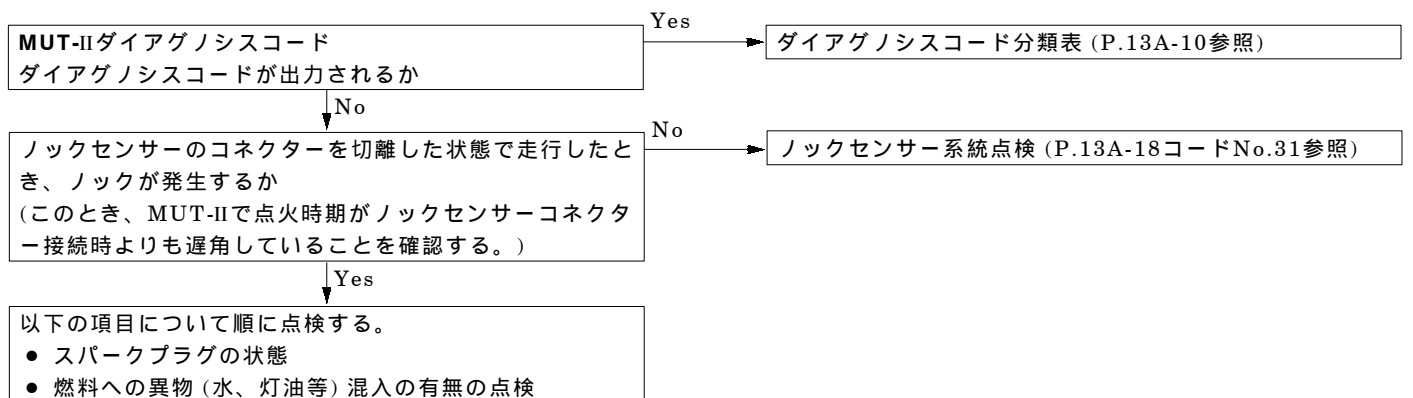 Yes
MUT-IIダイアグノシスコード
ダイアグノシスコードが出力されるか
ダイアグノシスコード分類表 (P.13A-10参照)
No
ノックセンサーのコネクターを切離した状態で走行したと
き、ノックが発生するか
(このとき、MUT-IIで点火時期がノックセンサーコネクタ
ー接続時よりも遅角していることを確認する。)
No
ノックセンサー系統点検 (P.13A-18コードNo.31参照)
Yes
以下の項目について順に点検する。
● スパークプラグの状態
● 燃料への異物 (水、灯油等) 混入の有無の点検